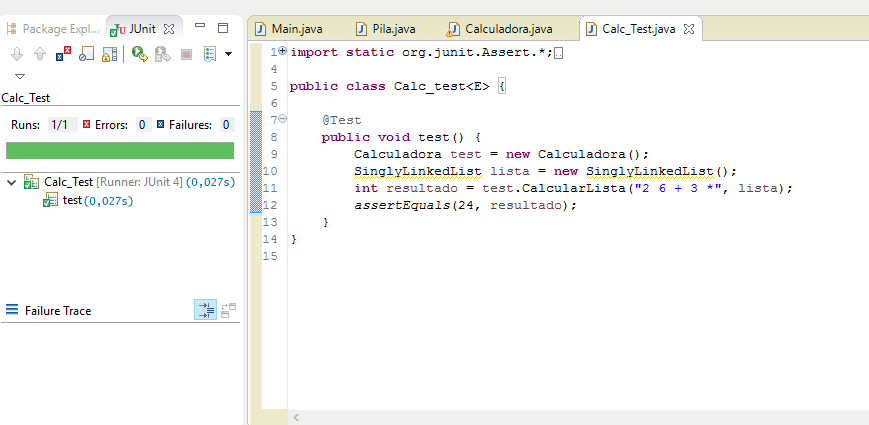 Package Expl... JUnit
Calc_Test
Runs: 1/1 Errors: 0 Failures: 0
Calc_Test [Runner: JUnit 4] (0,027s)
test (0,027s)
Failure Trace
Main.java Pila.java Calculadora.java Calc_Test.java
1 import static org.junit.Assert.*;
4
5 public class Calc_test<E> {
6
7 @Test
8 public void test() {
9 Calculadora test = new Calculadora();
10 SinglyLinkedList lista = new SinglyLinkedList();
11 int resultado = test.CalcularLista("2 6 + 3 *", lista);
12 assertEquals(24, resultado);
13 }
14 }
15